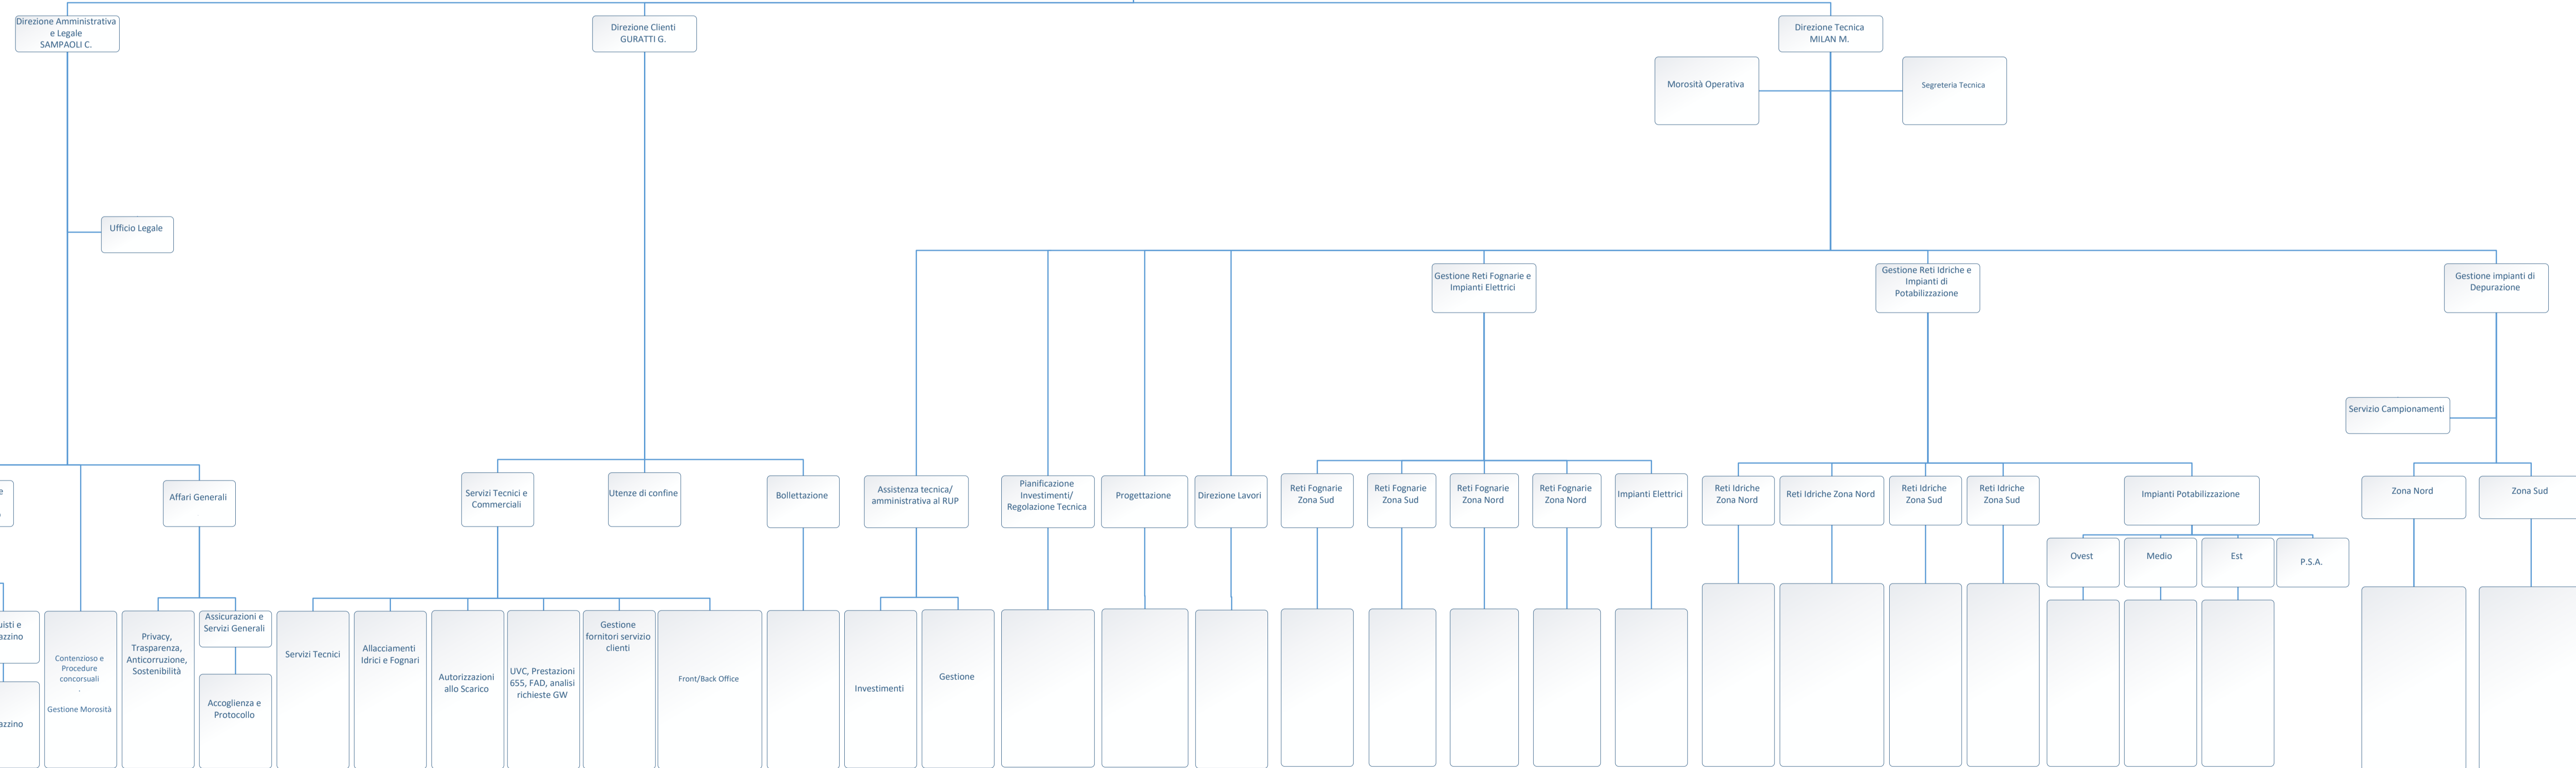 Direzione Amministrativa
e Legale
SAMPAOLI C.
Direzione Clienti
GURATTI G.
Direzione Tecnica
MILAN M.
Morosità Operativa
Segreteria Tecnica
Ufficio Legale
Gestione Reti Fognarie e
Impianti Elettrici
Gestione Reti Idriche e
Impianti di
Potabilizzazione
Gestione impianti di
Depurazione
Servizio Campionamenti
Affari Generali
Servizi Tecnici e
Commerciali
Utenze di confine
Bollettazione
Assistenza tecnica/
amministrativa al RUP
Pianificazione
Investimenti/
Regolazione Tecnica
Progettazione
Direzione Lavori
Reti Fognarie
Zona Sud
Reti Fognarie
Zona Sud
Reti Fognarie
Zona Nord
Reti Fognarie
Zona Nord
Impianti Elettrici
Reti Idriche
Zona Nord
Reti Idriche Zona Nord
Reti Idriche
Zona Sud
Reti Idriche
Zona Sud
Impianti Potabilizzazione
Zona Nord
Zona Sud
Ovest
Medio
Est
P.S.A.
Contenzioso e
Procedure
concorsuali
.
Gestione Morosità
Privacy,
Trasparenza,
Anticorruzione,
Sostenibilità
Assicurazioni e
Servizi Generali
Accoglienza e
Protocollo
Servizi Tecnici
Allacciamenti
Idrici e Fognari
Autorizzazioni
allo Scarico
UVC, Prestazioni
655, FAD, analisi
richieste GW
Gestione
fornitori servizio
clienti
Front/Back Office
Investimenti
Gestione